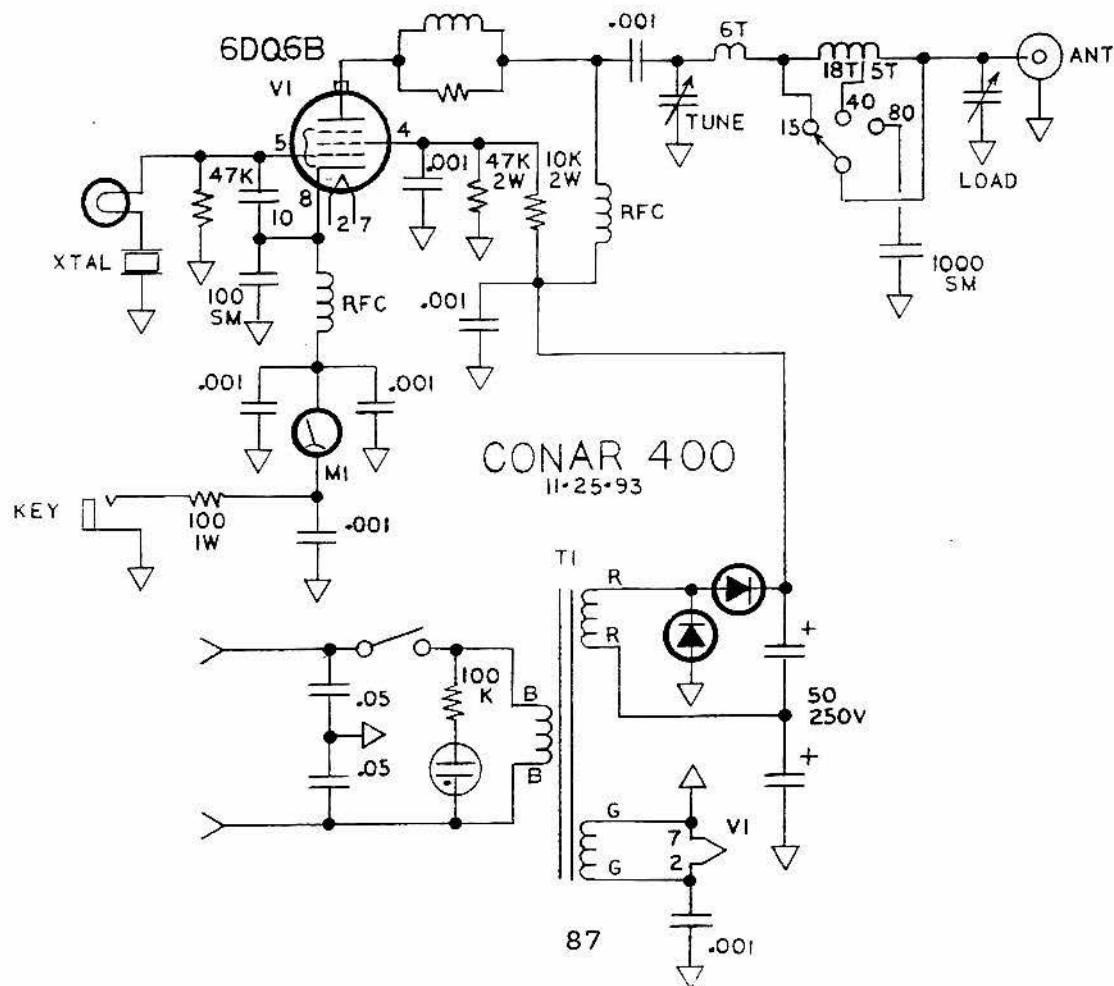 6DQ6B
V1
5
4
8
2 7
47K
10
XTAL
100
SM
RFC
.001
47K
2W
10K
2W
RFC
.001
.001
TUNE
6T
18T 5T
15
40
80
ANT
LOAD
1000
SM
.001
.001
.001
M1
KEY
100
1W
.001
CONAR 400
11-25-93
T1
R
R
B
B
G
G
100
K
.05
.05
+
50
250V
+
7
2
V1
.001
87